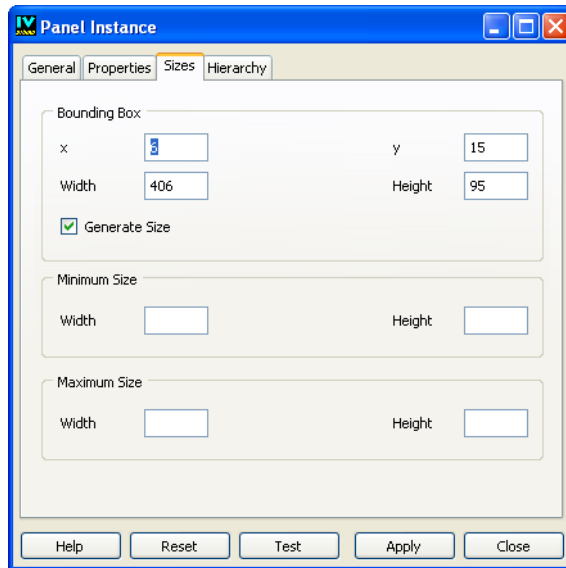 Panel Instance
General Properties Sizes Hierarchy
Bounding Box
x 6 y 15
Width 406 Height 95
Generate Size
Minimum Size
Width Height
Maximum Size
Width Height
Help Reset Test Apply Close